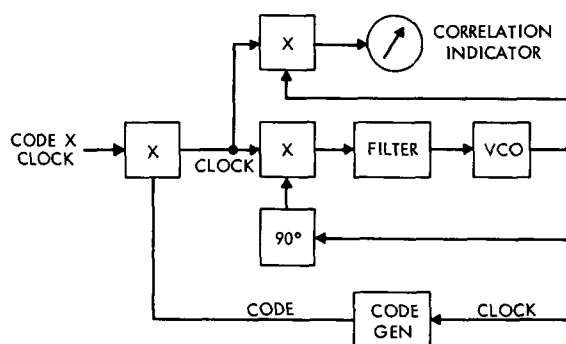 CORRELATION
INDICATOR
X
CODE X
CLOCK
X
CLOCK
X
FILTER
VCO
90°
CODE
CODE
GEN
CLOCK